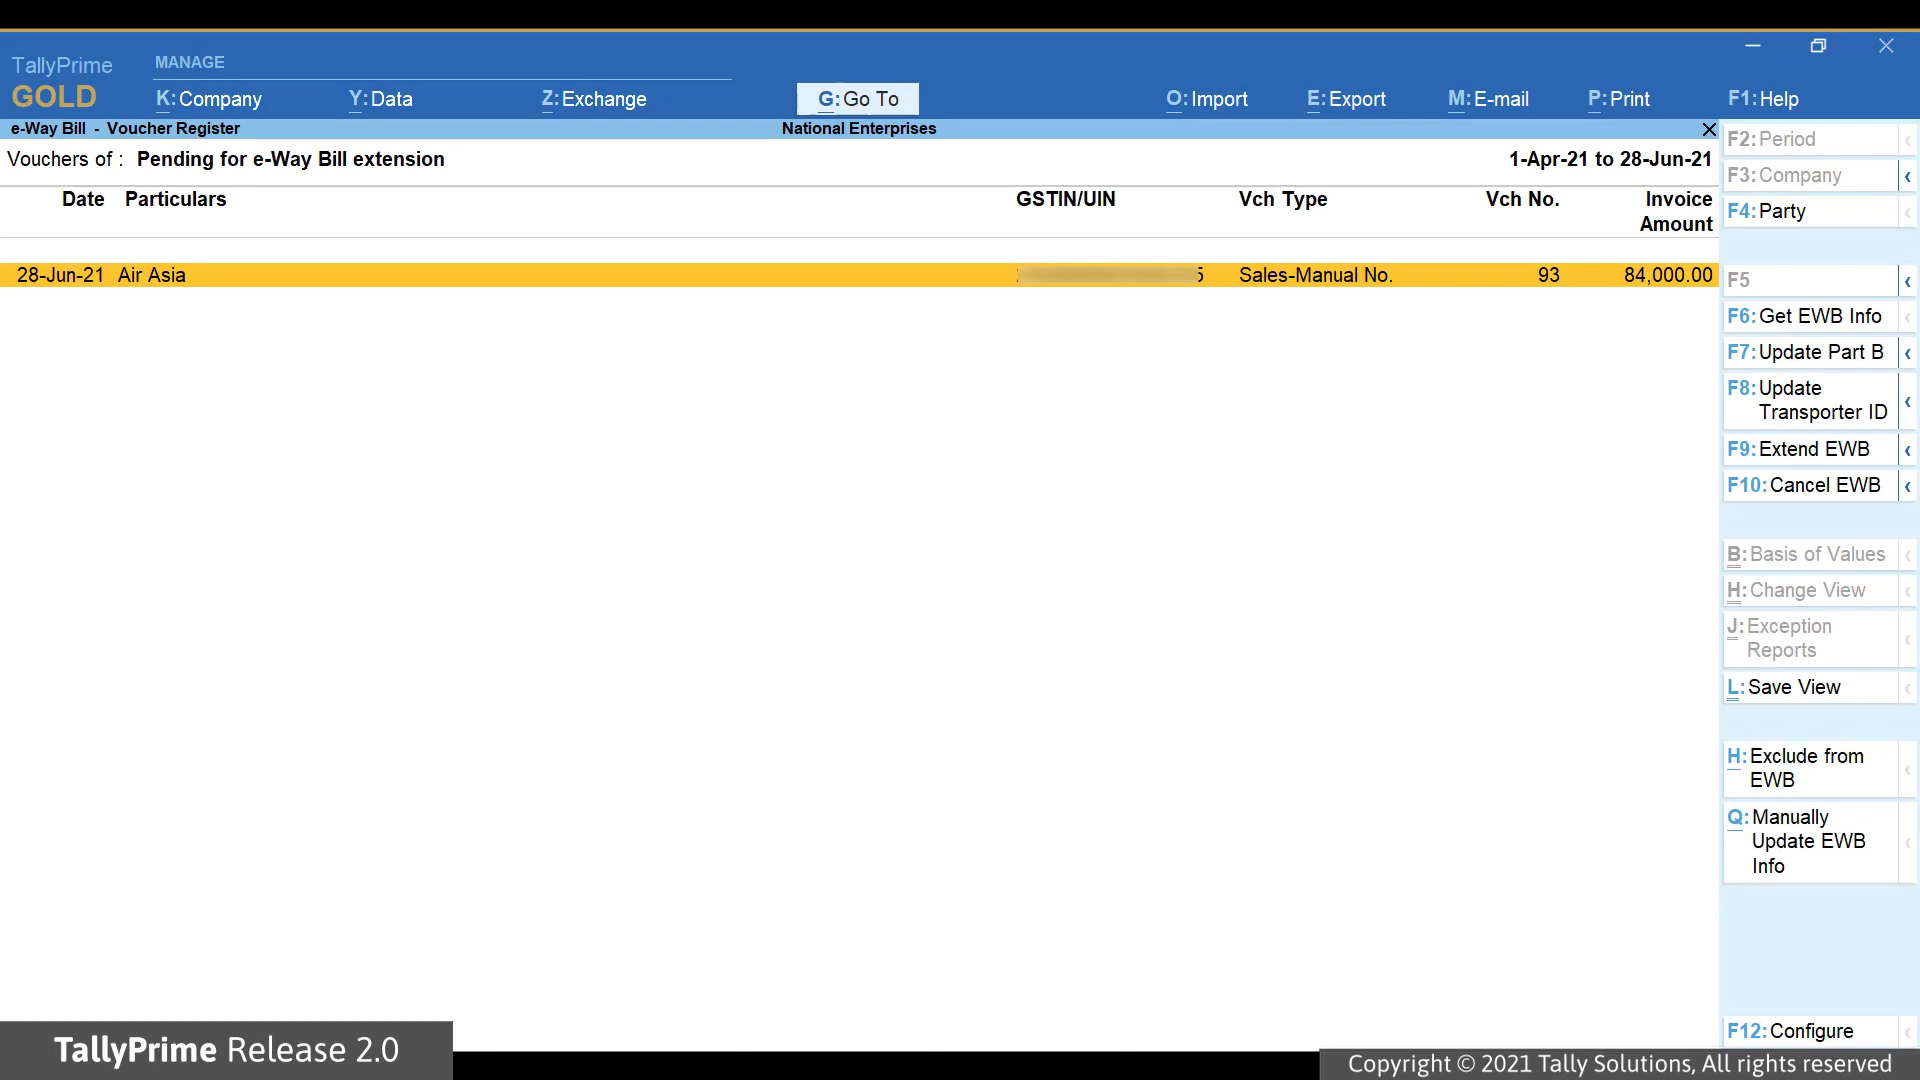 TallyPrime
GOLD
MANAGE
K:Company
Y:Data
Z:Exchange
G:Go To
O:Import
E:Export
M:E-mail
P:Print
F1:Help
e-Way Bill - Voucher Register
National Enterprises
Vouchers of : Pending for e-Way Bill extension
1-Apr-21 to 28-Jun-21
Date Particulars GSTIN/UIN Vch Type Vch No. Invoice
Amount
28-Jun-21 Air Asia 5 Sales-Manual No. 93 84,000.00
F2:Period
F3:Company
F4:Party
F5
F6:Get EWB Info
F7:Update Part B
F8:Update
Transporter ID
F9:Extend EWB
F10:Cancel EWB
B:Basis of Values
H:Change View
J:Exception
Reports
L:Save View
H:Exclude from
EWB
Q:Manually
Update EWB
Info
F12:Configure
TallyPrime Release 2.0
Copyright © 2021 Tally Solutions, All rights reserved